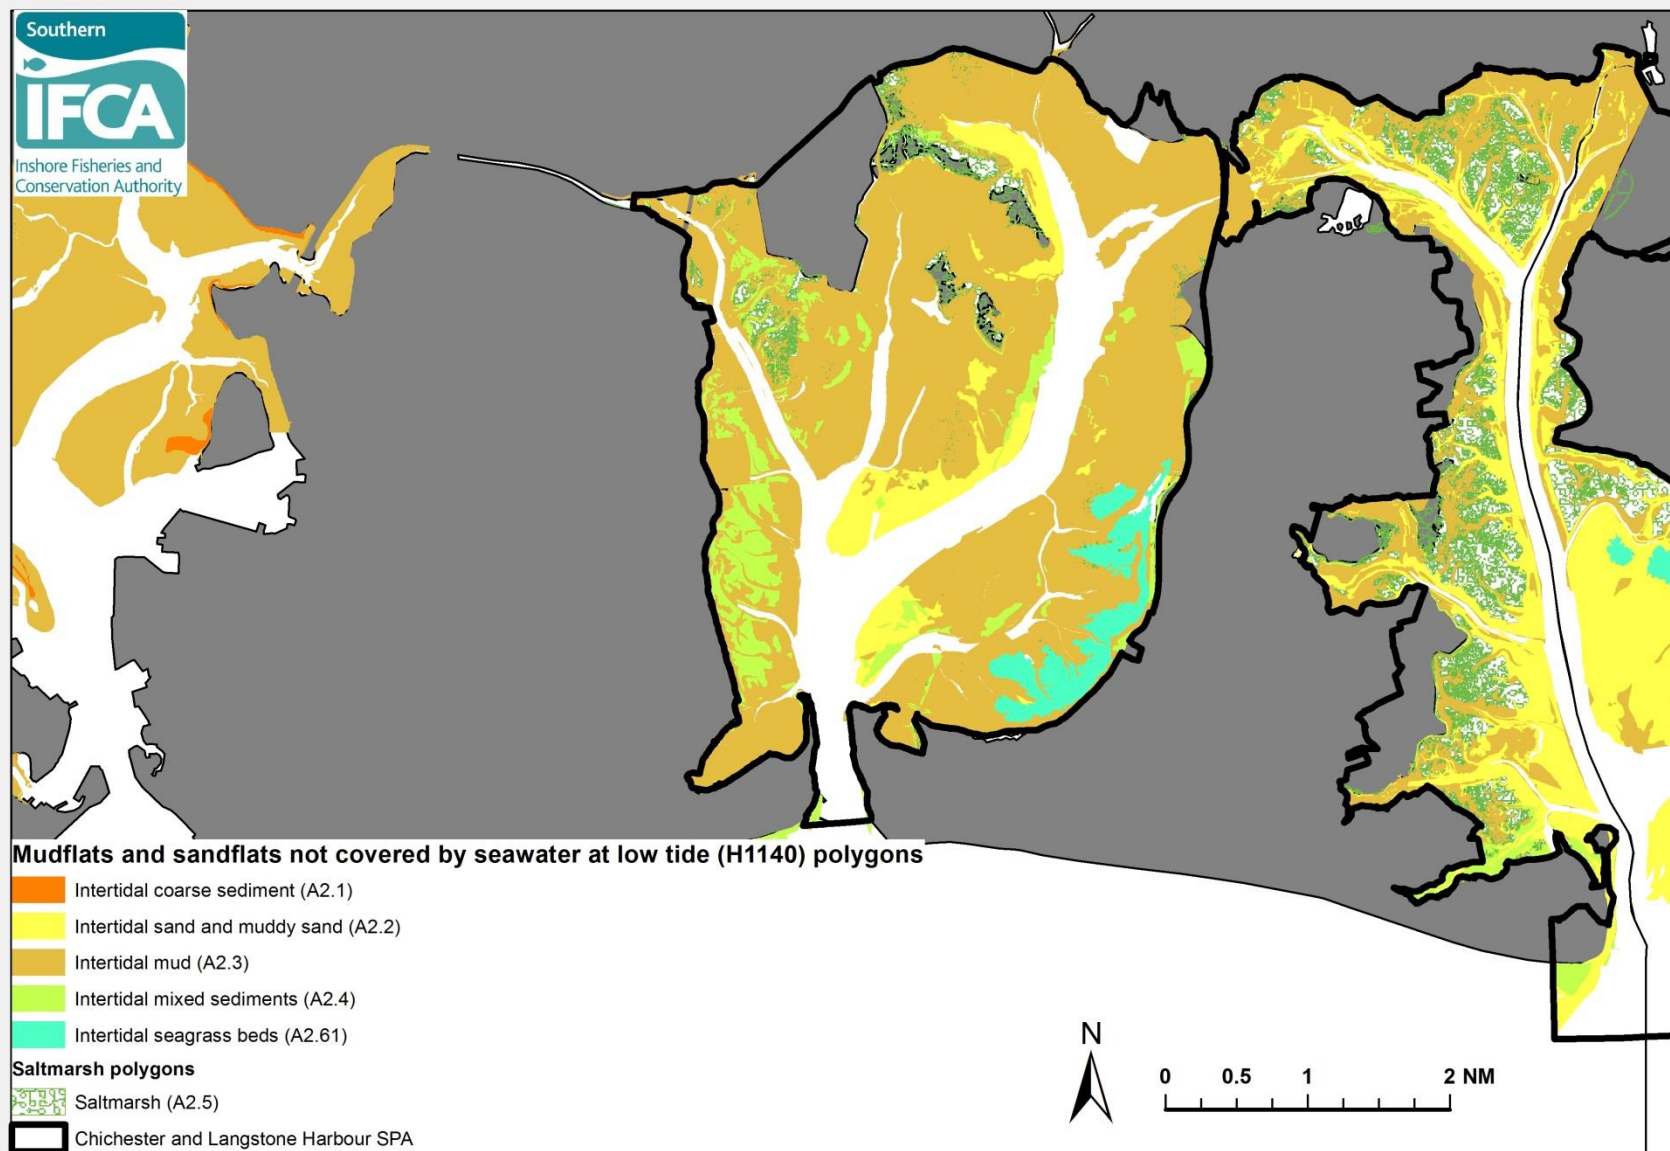 Southern
IFCA
Inshore Fisheries and
Conservation Authority
Mudflats and sandflats not covered by seawater at low tide (H1140) polygons
Intertidal coarse sediment (A2.1)
Intertidal sand and muddy sand (A2.2)
Intertidal mud (A2.3)
Intertidal mixed sediments (A2.4)
Intertidal seagrass beds (A2.61)
Saltmarsh polygons
Saltmarsh (A2.5)
Chichester and Langstone Harbour SPA
N
0 0.5 1 2 NM